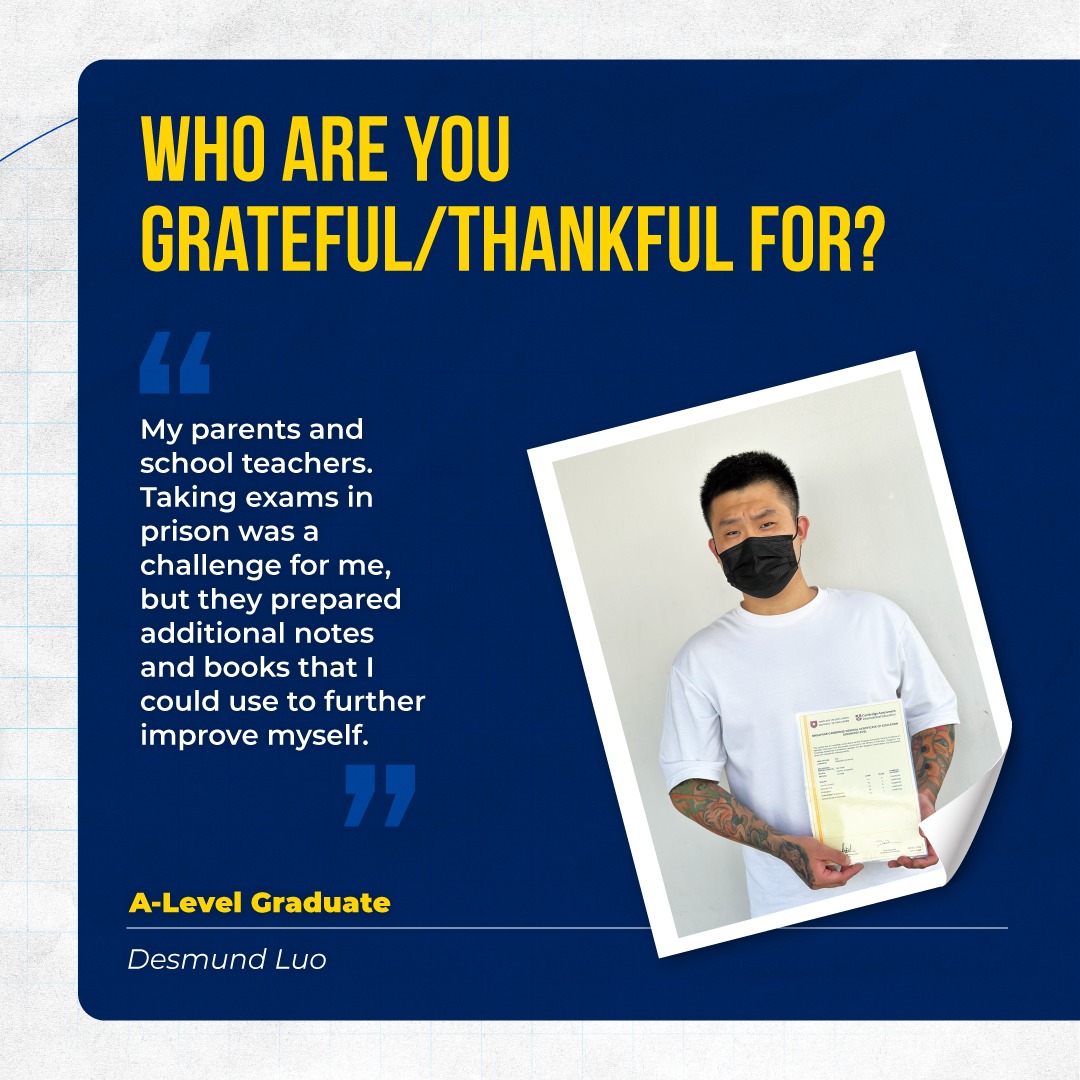 WHO ARE YOU
GRATEFUL/THANKFUL FOR?
“
My parents and
school teachers.
Taking exams in
prison was a
challenge for me,
but they prepared
additional notes
and books that I
could use to further
improve myself.
”
A-Level Graduate
Desmund Luo